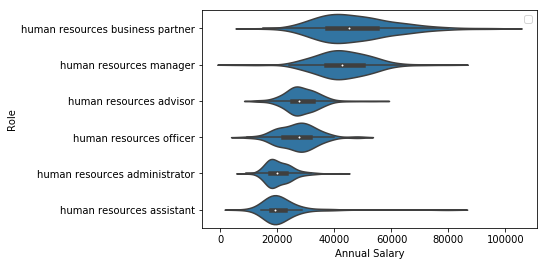 human resources business partner
human resources manager
human resources advisor
human resources officer
human resources administrator
human resources assistant
Role
0 20000 40000 60000 80000 100000
Annual Salary